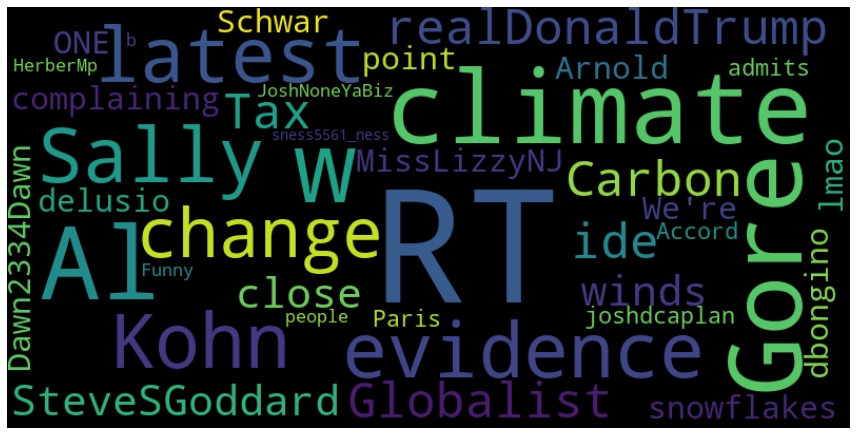 Schwar
realDonaldTrump
ONE
b
latest
point
HerberMp
Arnold
admits
complaining
JoshNoneYaBiz
Tax
climate
sness5561_ness
Sally
w
MissLizzyNJ
Carbon
lmao
delusio
We're
change
RT
ide
Accord
Al
Funny
Gore
Dawn2334Dawn
close
winds
dbongino
people
Paris
joshdcaplan
Kohn
evidence
SteveSGoddard
Globalist
snowflakes